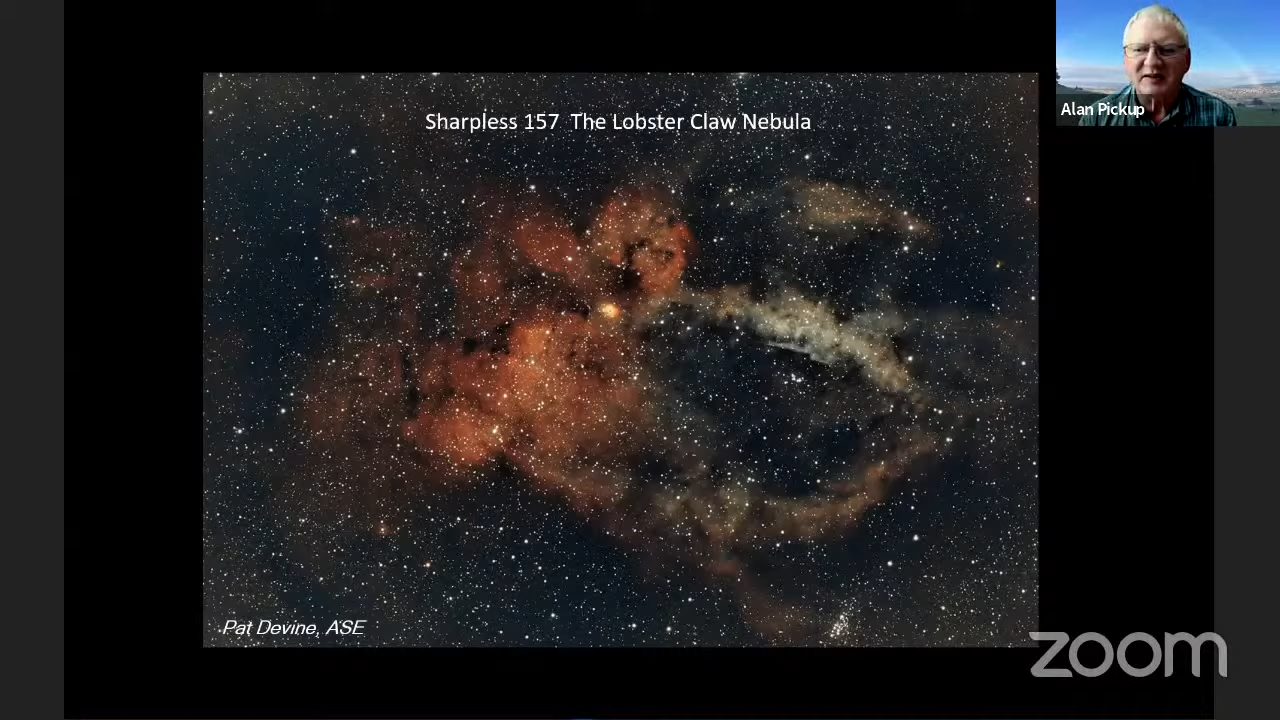 Sharpless 157 The Lobster Claw Nebula
Alan Pickup
Pat Devine, ASE
zoom